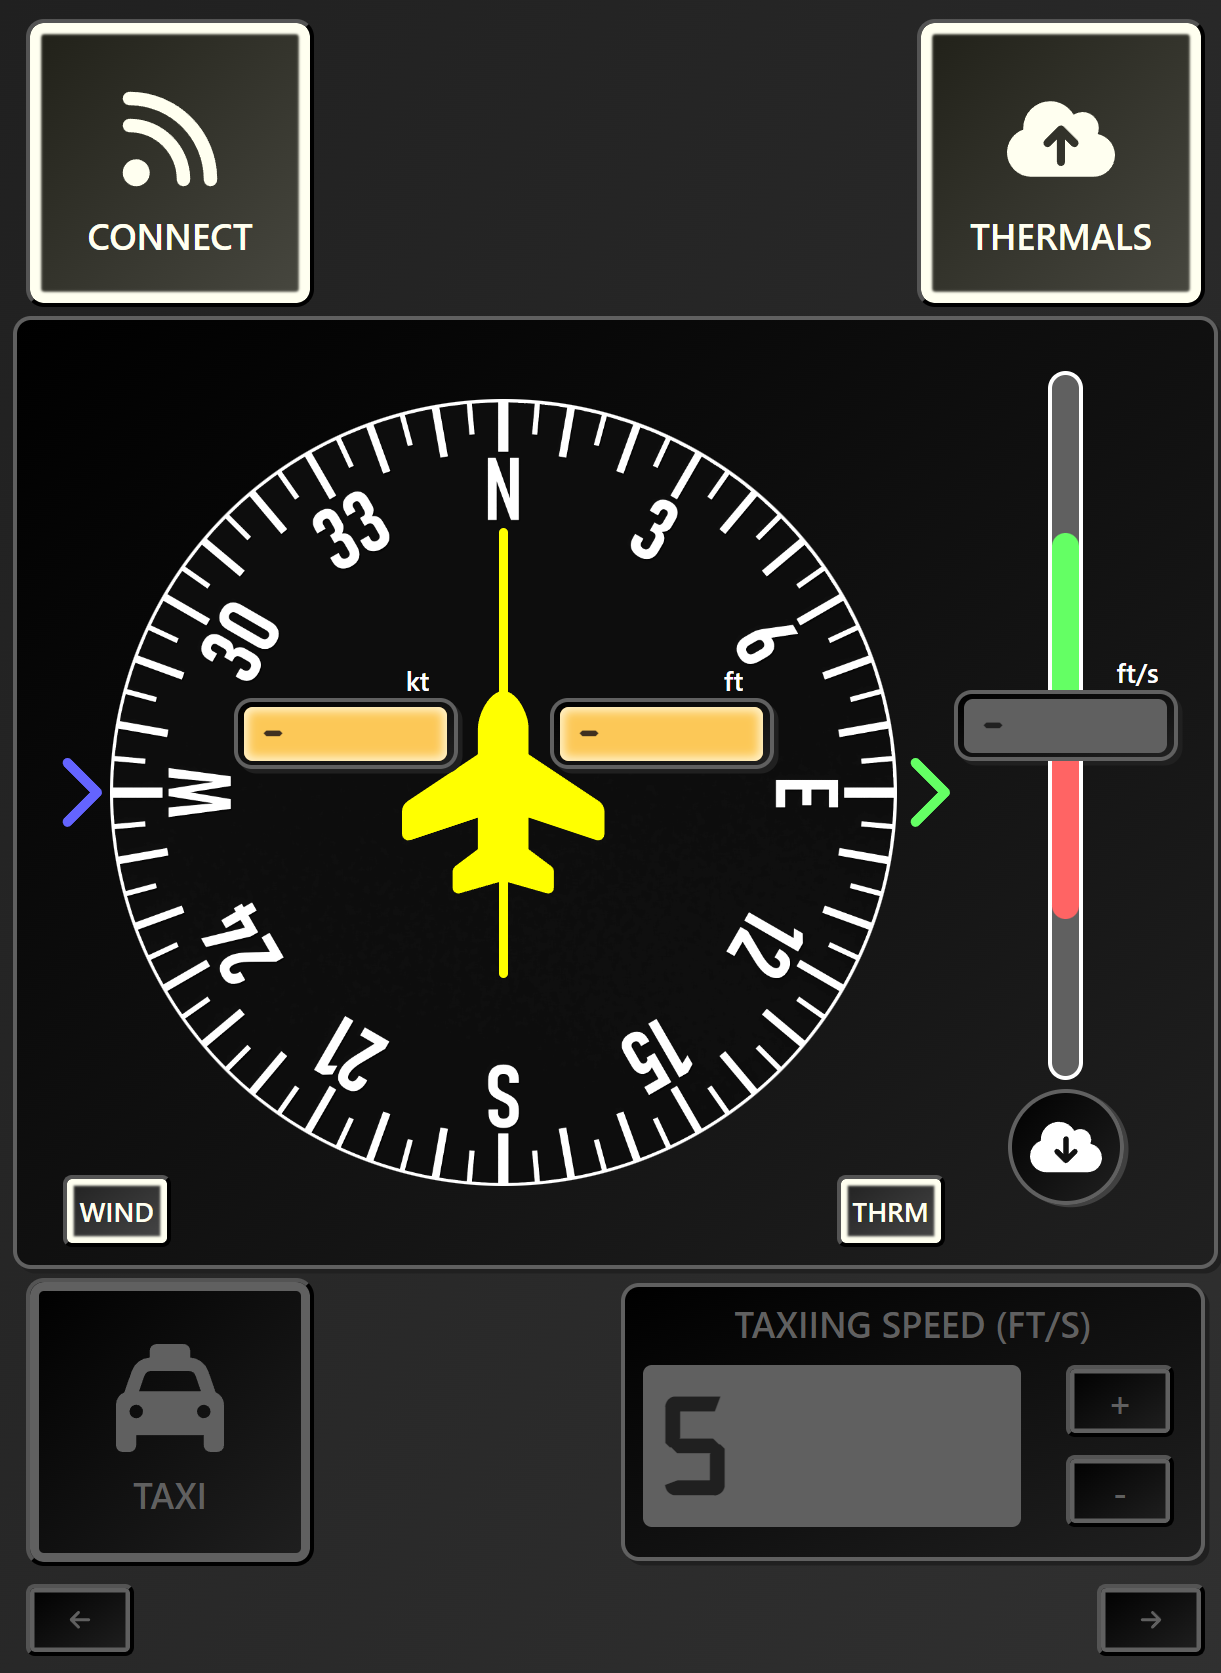 CONNECT
THERMALS
N
33
3
30
6
kt
ft
ft/s
-
-
-
W
E
24
12
21
15
S
WIND
THRM
TAXIING SPEED (FT/S)
5
+
-
TAXI
←
→